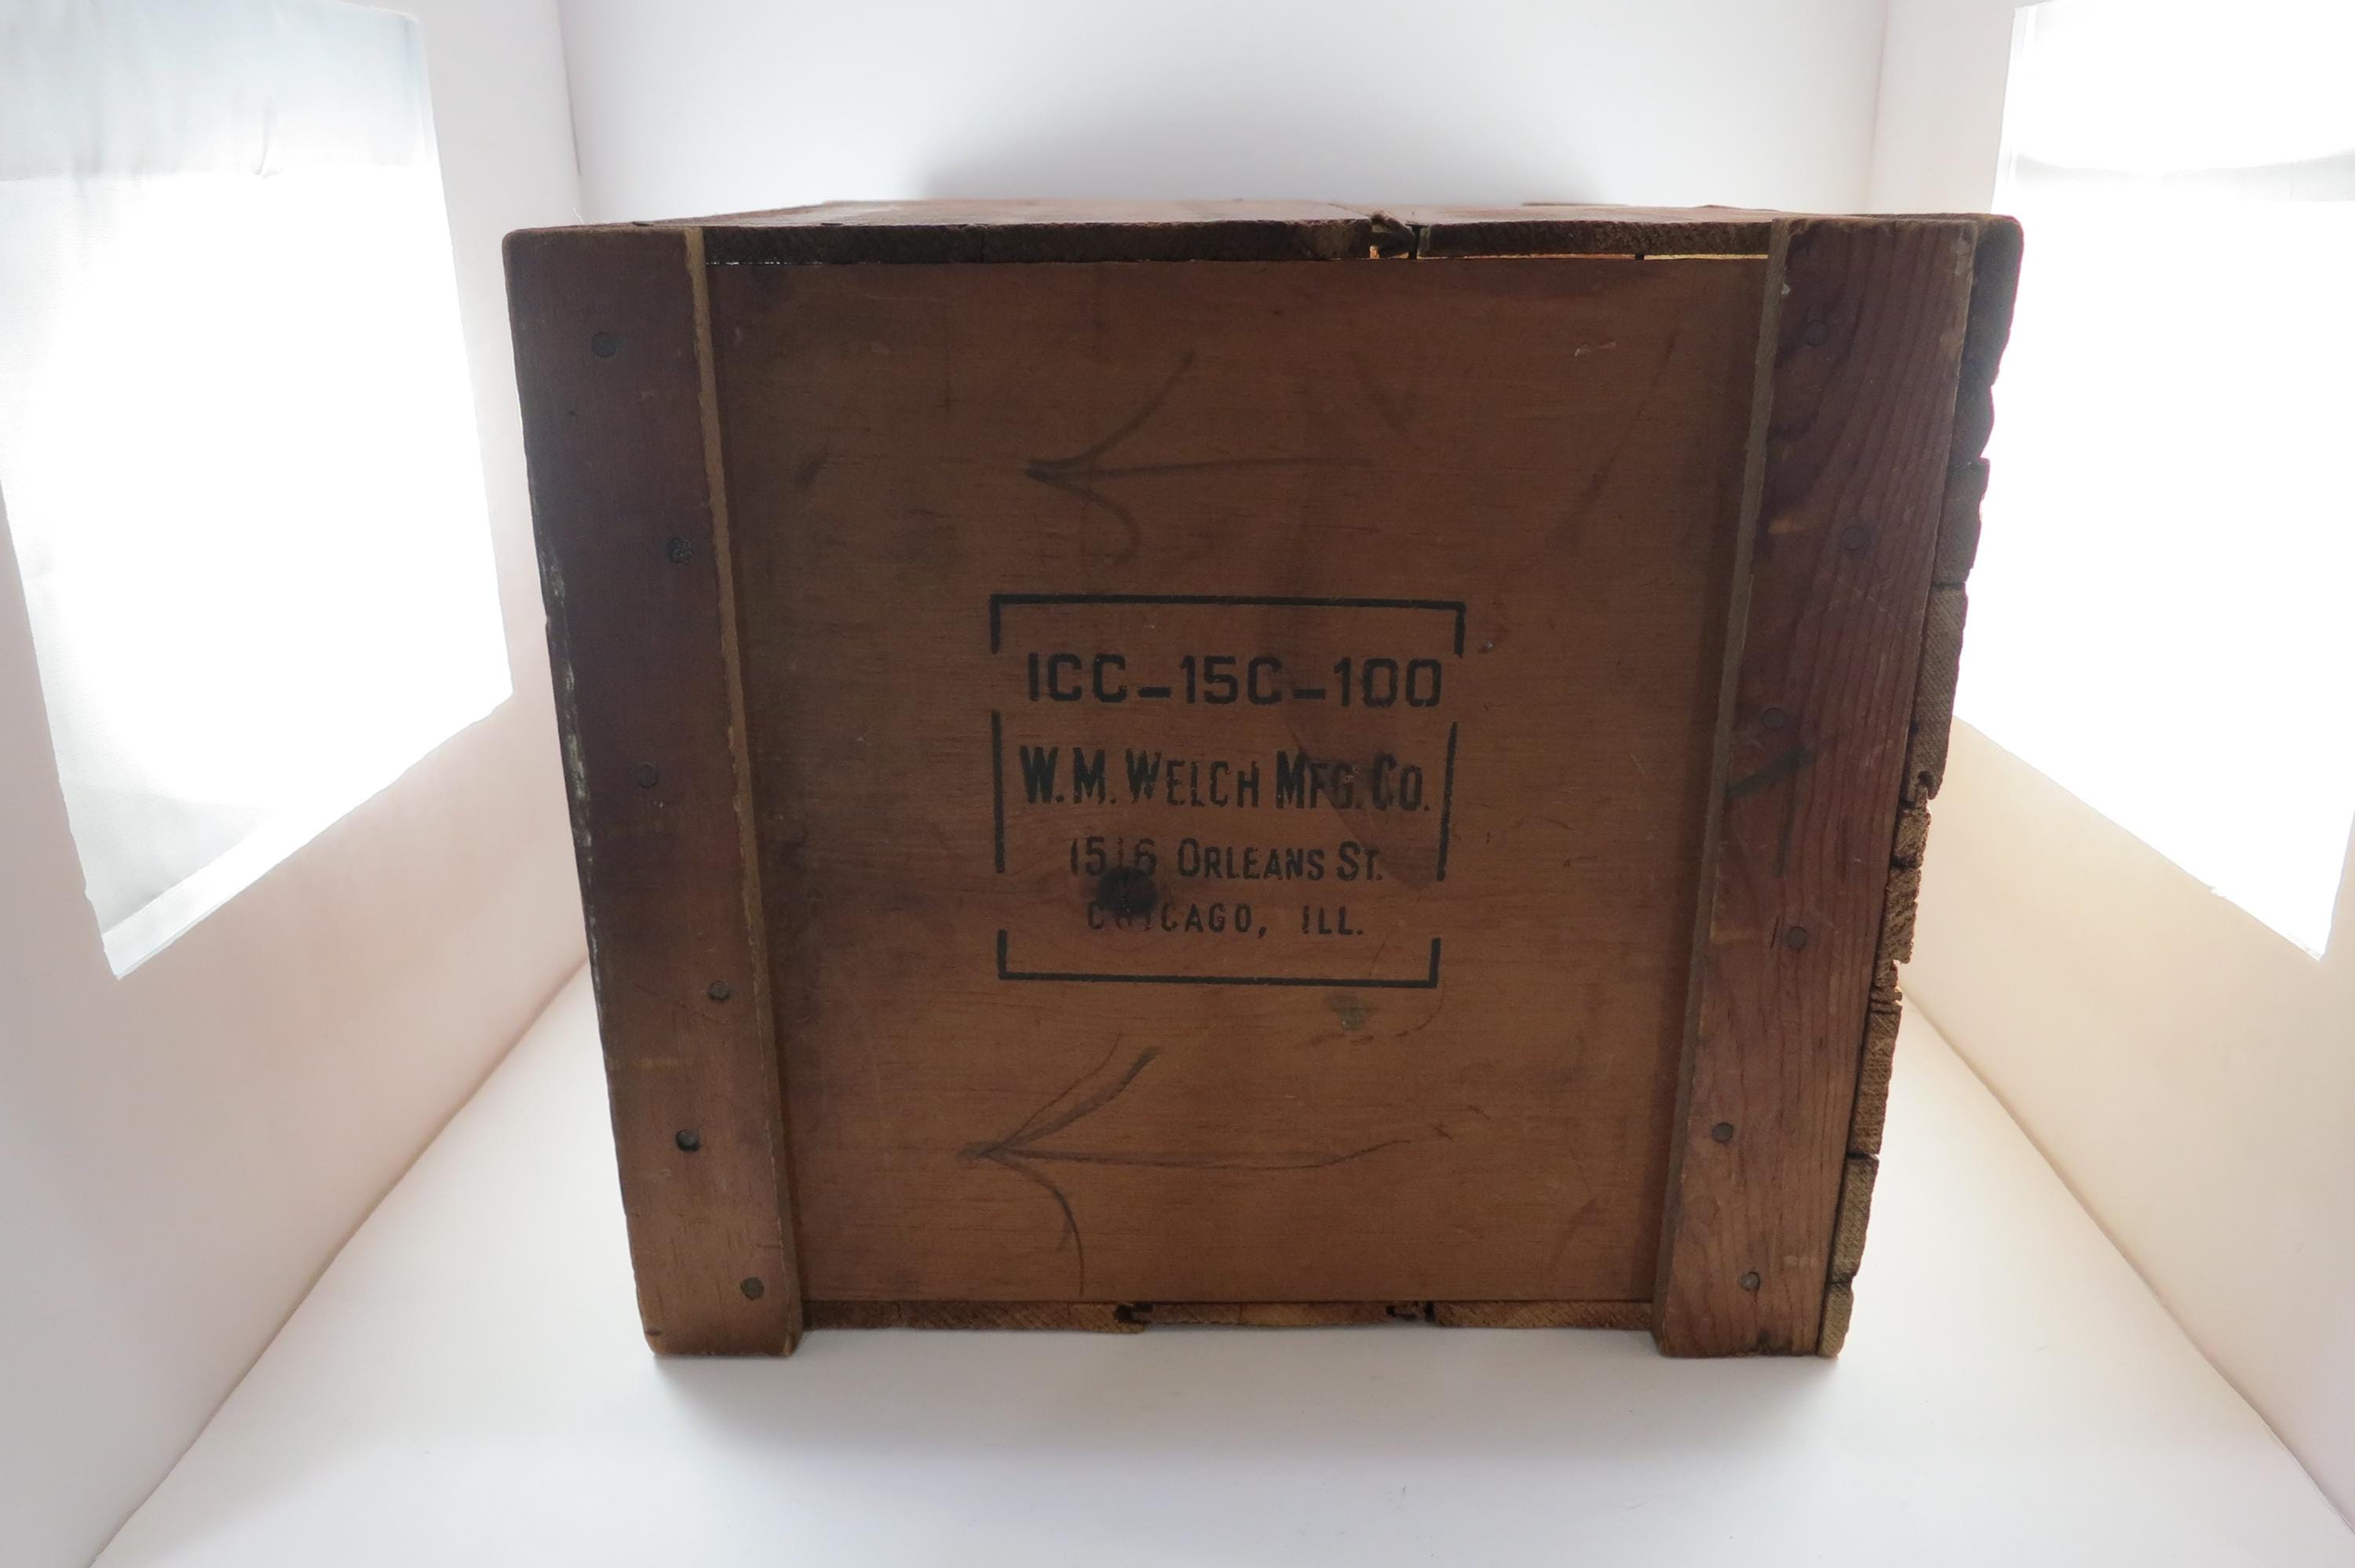 ICC-15C-100
W.M. WELCH MFG. CO.
1516 ORLEANS ST.
CHICAGO, ILL.